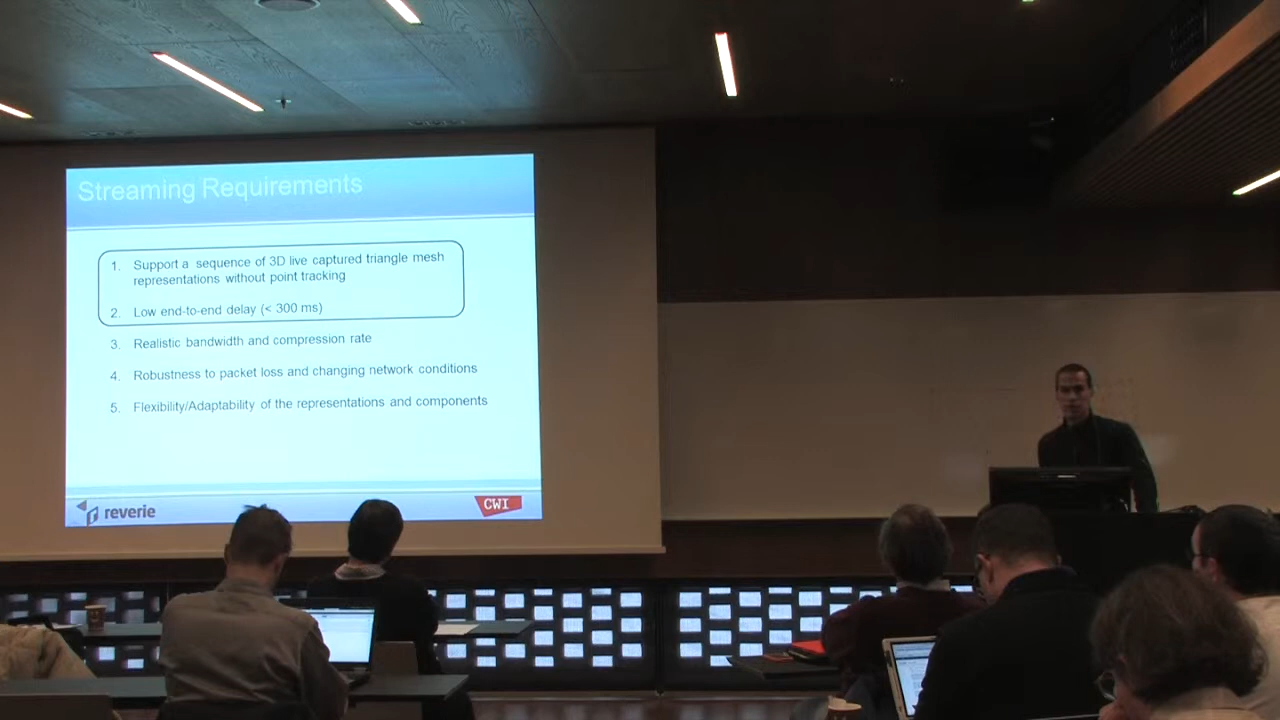 Streaming Requirements
1. Support a sequence of 3D live captured triangle mesh
representations without point tracking
2. Low end-to-end delay (< 300 ms)
3. Realistic bandwidth and compression rate
4. Robustness to packet loss and changing network conditions
5. Flexibility/Adaptability of the representations and components
reverie
CWI